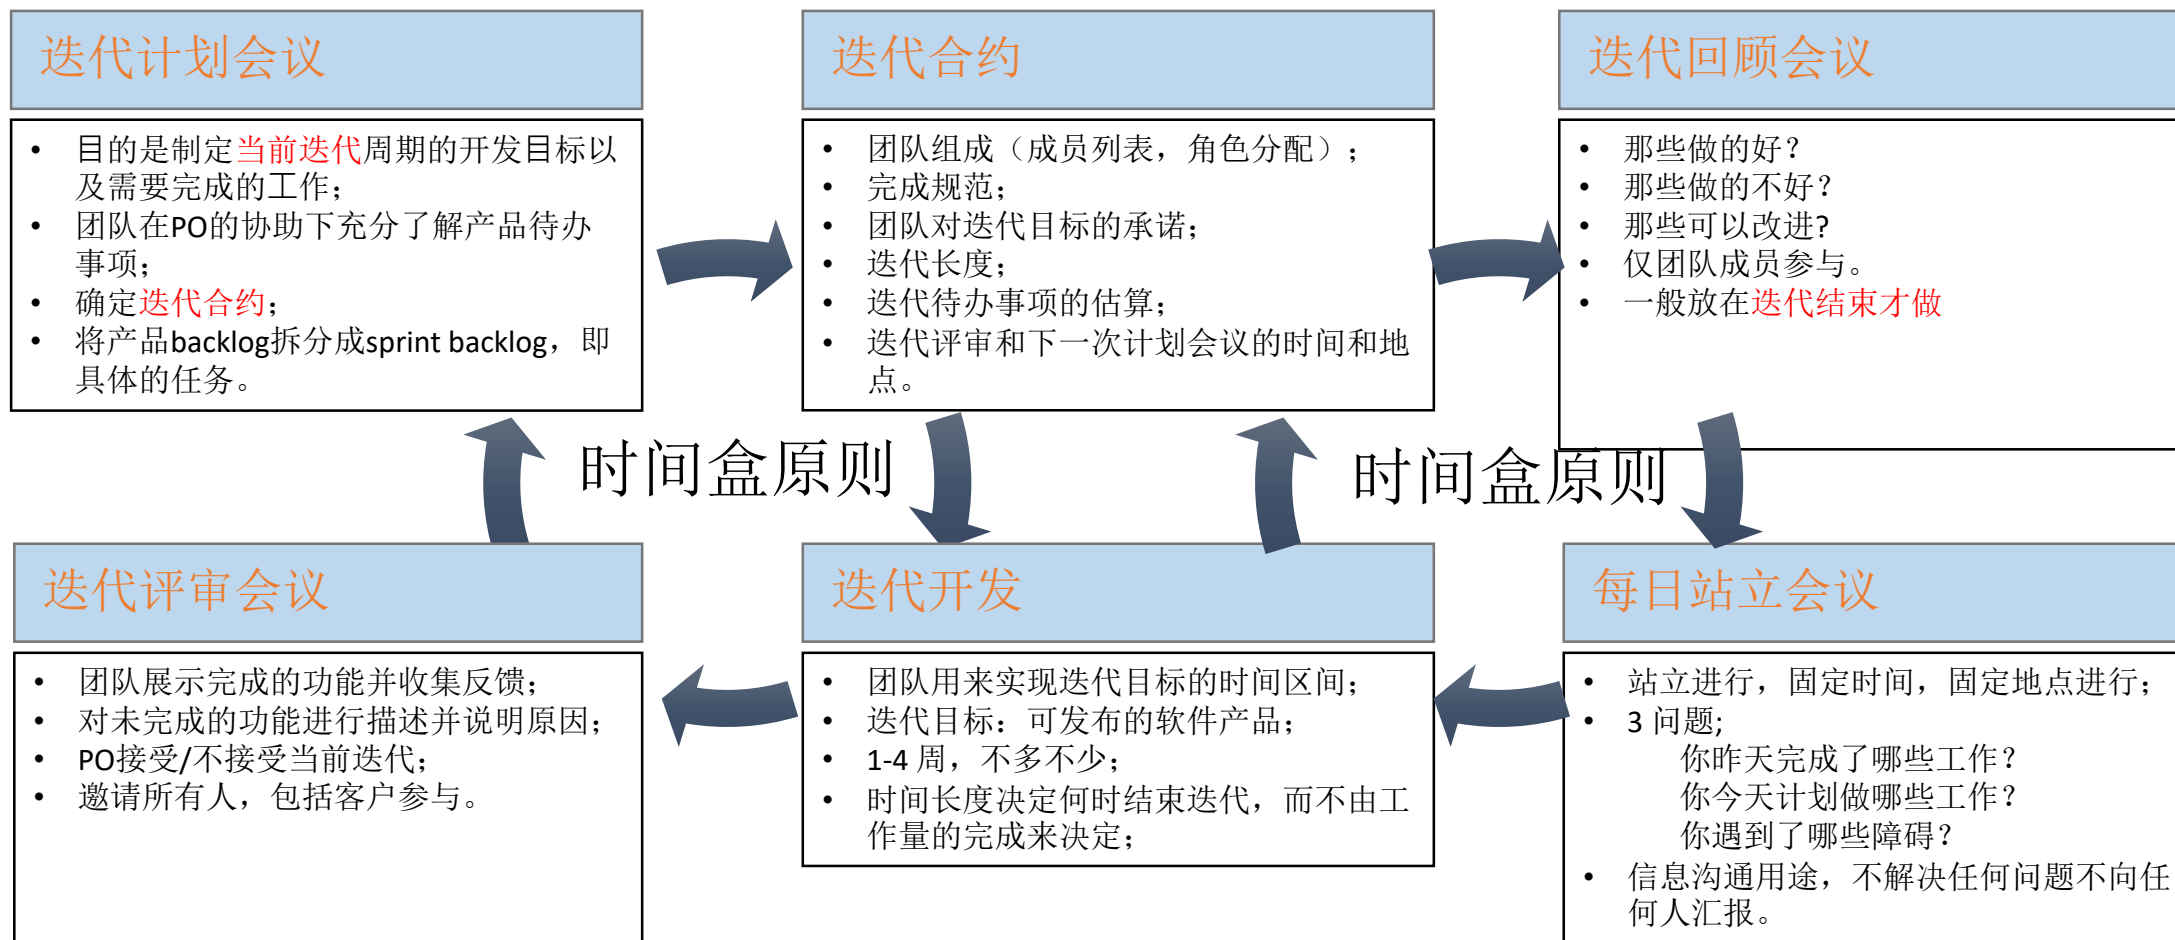 迭代计划会议
• 目的是制定当前迭代周期的开发目标以
及需要完成的工作；
• 团队在PO的协助下充分了解产品待办
事项；
• 确定迭代合约；
• 将产品backlog拆分成sprint backlog，即
具体的任务。
迭代合约
• 团队组成（成员列表，角色分配）；
• 完成规范；
• 团队对迭代目标的承诺；
• 迭代长度；
• 迭代待办事项的估算；
• 迭代评审和下一次计划会议的时间和地
点。
迭代回顾会议
• 那些做的好？
• 那些做的不好？
• 那些可以改进?
• 仅团队成员参与。
• 一般放在迭代结束才做
时间盒原则
时间盒原则
迭代评审会议
• 团队展示完成的功能并收集反馈；
• 对未完成的功能进行描述并说明原因；
• PO接受/不接受当前迭代；
• 邀请所有人，包括客户参与。
迭代开发
• 团队用来实现迭代目标的时间区间；
• 迭代目标：可发布的软件产品；
• 1-4 周，不多不少；
• 时间长度决定何时结束迭代，而不由工
作量的完成来决定；
每日站立会议
• 站立进行，固定时间，固定地点进行；
• 3 问题;
你昨天完成了哪些工作？
你今天计划做哪些工作？
你遇到了哪些障碍？
• 信息沟通用途，不解决任何问题不向任
何人汇报。